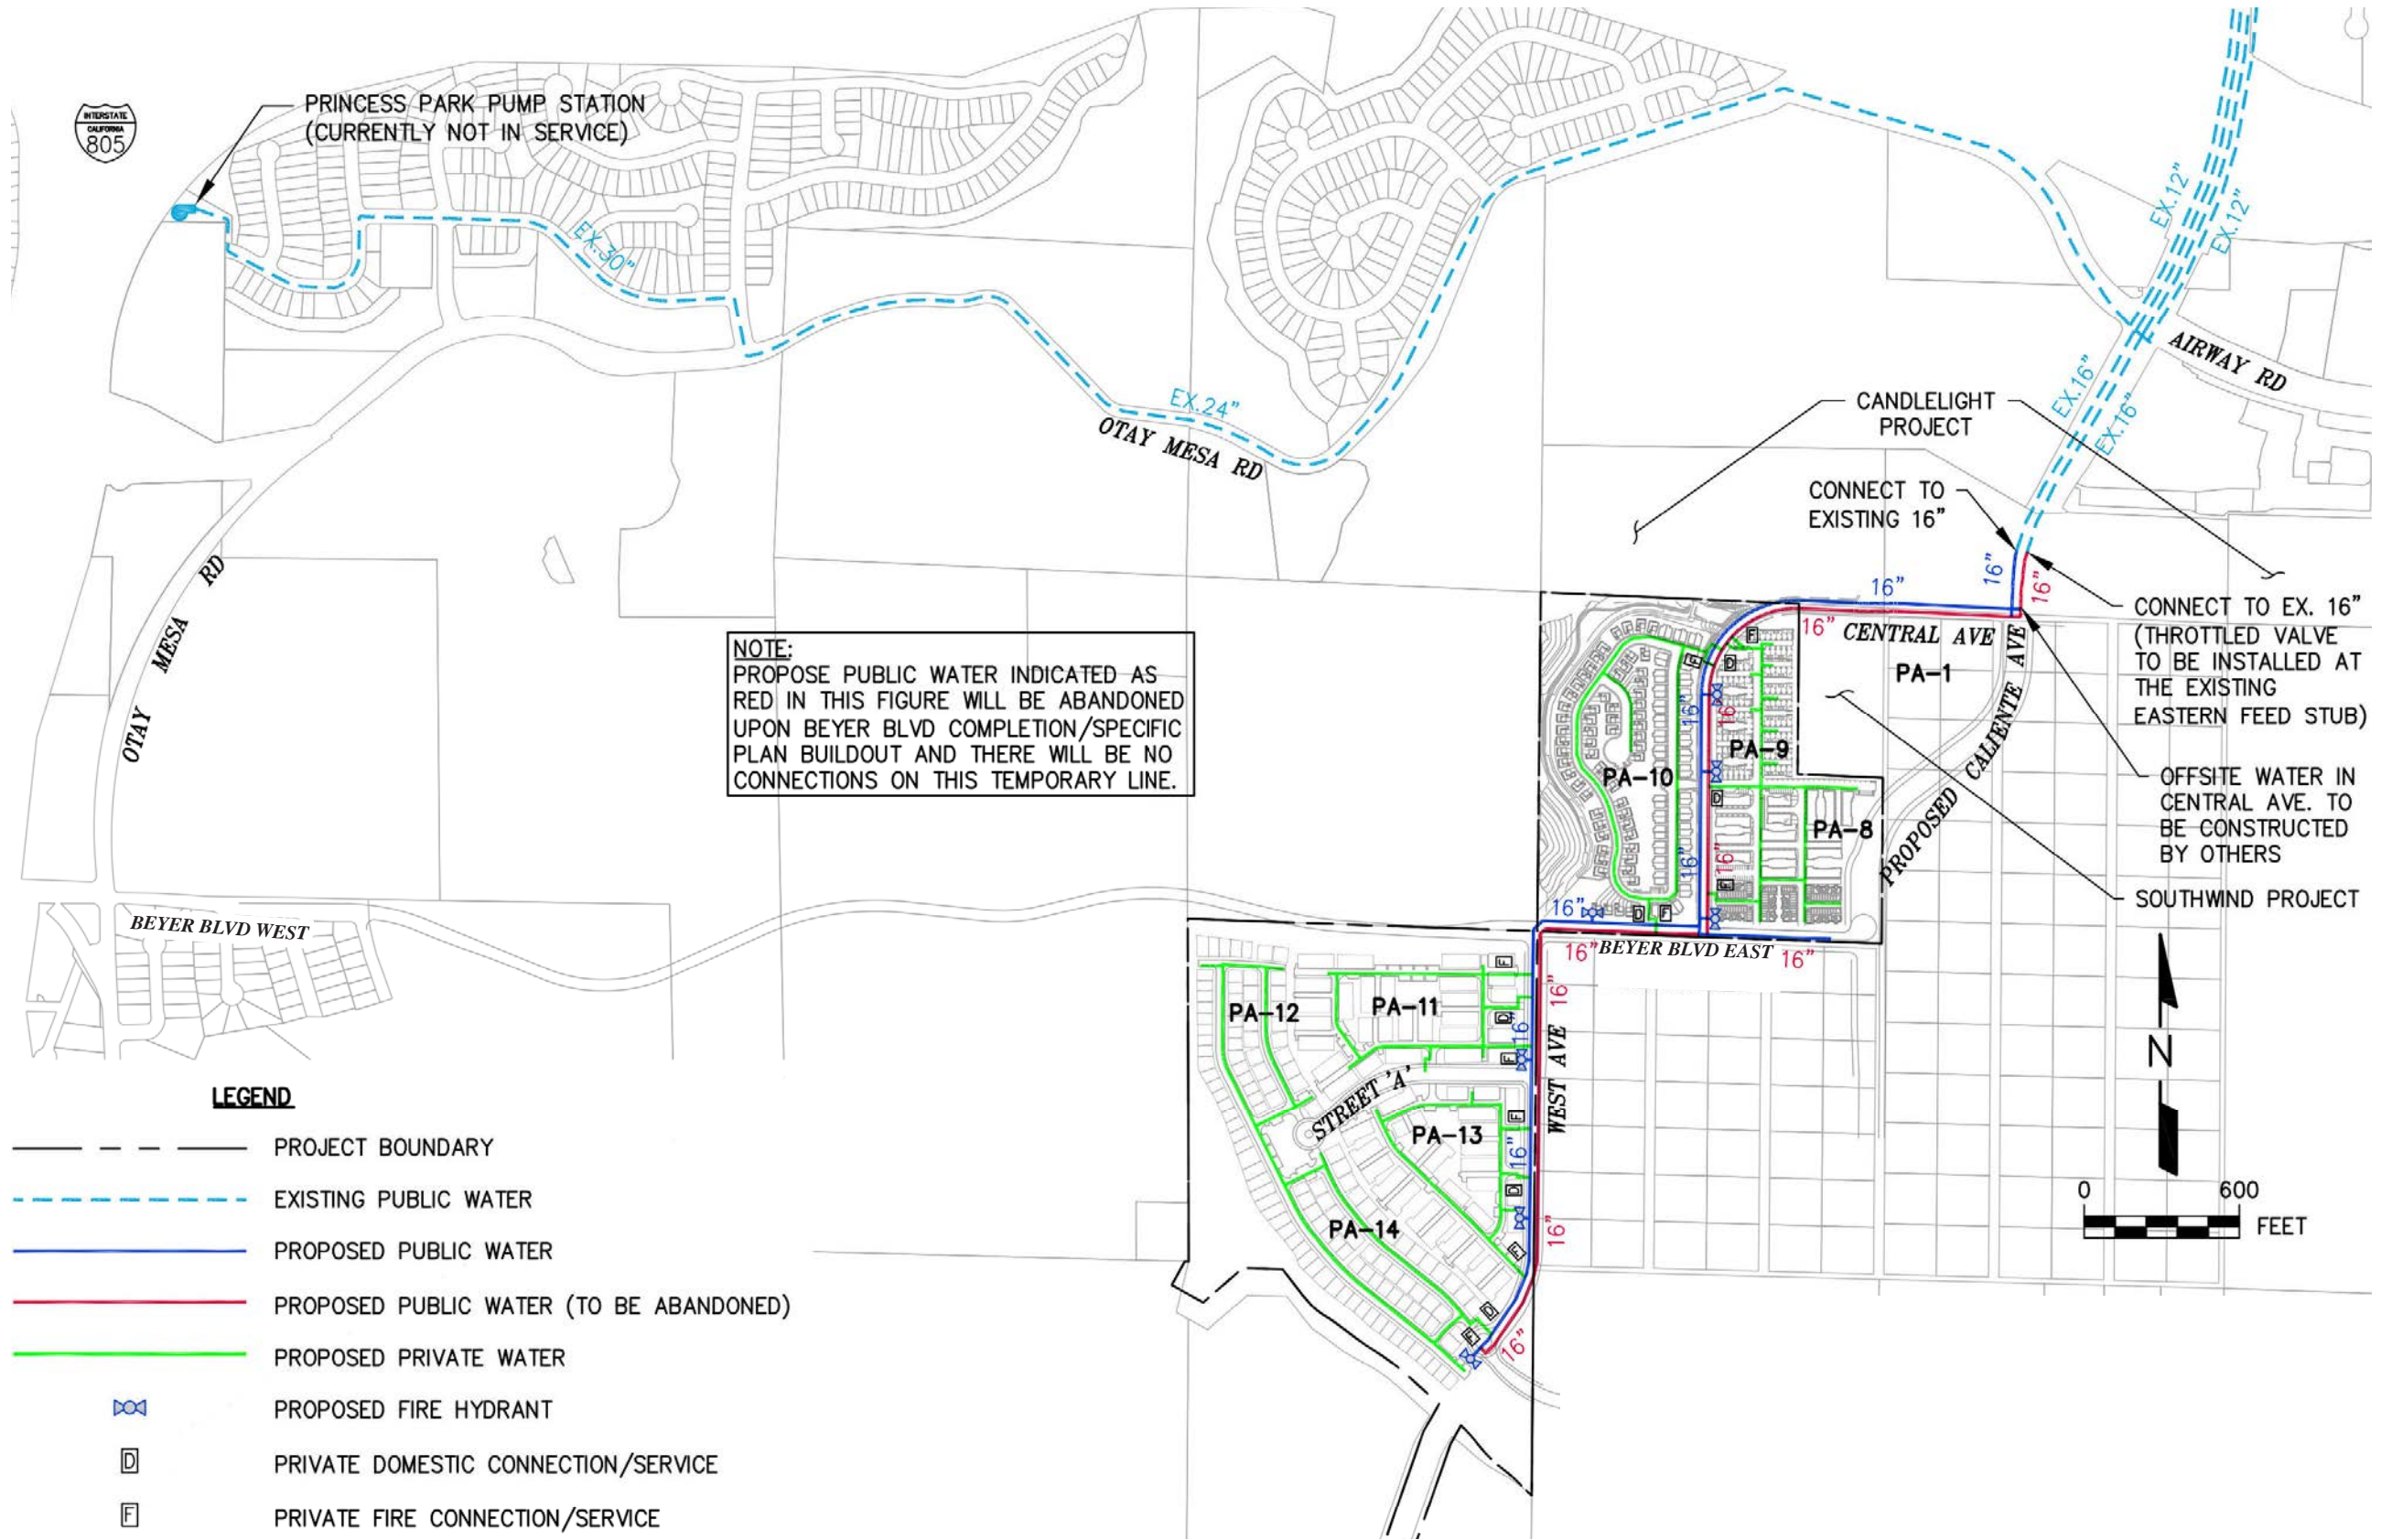 INTERSTATE
CALIFORNIA
805
PRINCESS PARK PUMP STATION
(CURRENTLY NOT IN SERVICE)
EX.30"
EX.24"
OTAY MESA RD
EX.12"
EX.12"
AIRWAY RD
EX.16"
EX.16"
CANDLELIGHT
PROJECT
CONNECT TO
EXISTING 16"
16"
16"
16"
16"
CENTRAL AVE
PA-1
CONNECT TO EX. 16"
(THROTTLED VALVE
TO BE INSTALLED AT
THE EXISTING
EASTERN FEED STUB)
OTAY MESA RD
NOTE:
PROPOSE PUBLIC WATER INDICATED AS
RED IN THIS FIGURE WILL BE ABANDONED
UPON BEYER BLVD COMPLETION/SPECIFIC
PLAN BUILDOUT AND THERE WILL BE NO
CONNECTIONS ON THIS TEMPORARY LINE.
F
F
D
16"
16"
PA-9
PA-10
D
PA-8
16"
16"
F
PROPOSED CALIENTE AVE
OFFSITE WATER IN
CENTRAL AVE. TO
BE CONSTRUCTED
BY OTHERS
SOUTHWIND PROJECT
16"
D
F
BEYER BLVD WEST
16"
BEYER BLVD EAST
16"
F
16"
PA-12
PA-11
D
16"
F
WEST AVE
STREET 'A'
F
PA-13
16"
D
PA-14
16"
F
D
F
16"
N
0
600
FEET
LEGEND
PROJECT BOUNDARY
EXISTING PUBLIC WATER
PROPOSED PUBLIC WATER
PROPOSED PUBLIC WATER (TO BE ABANDONED)
PROPOSED PRIVATE WATER
PROPOSED FIRE HYDRANT
D
PRIVATE DOMESTIC CONNECTION/SERVICE
F
PRIVATE FIRE CONNECTION/SERVICE